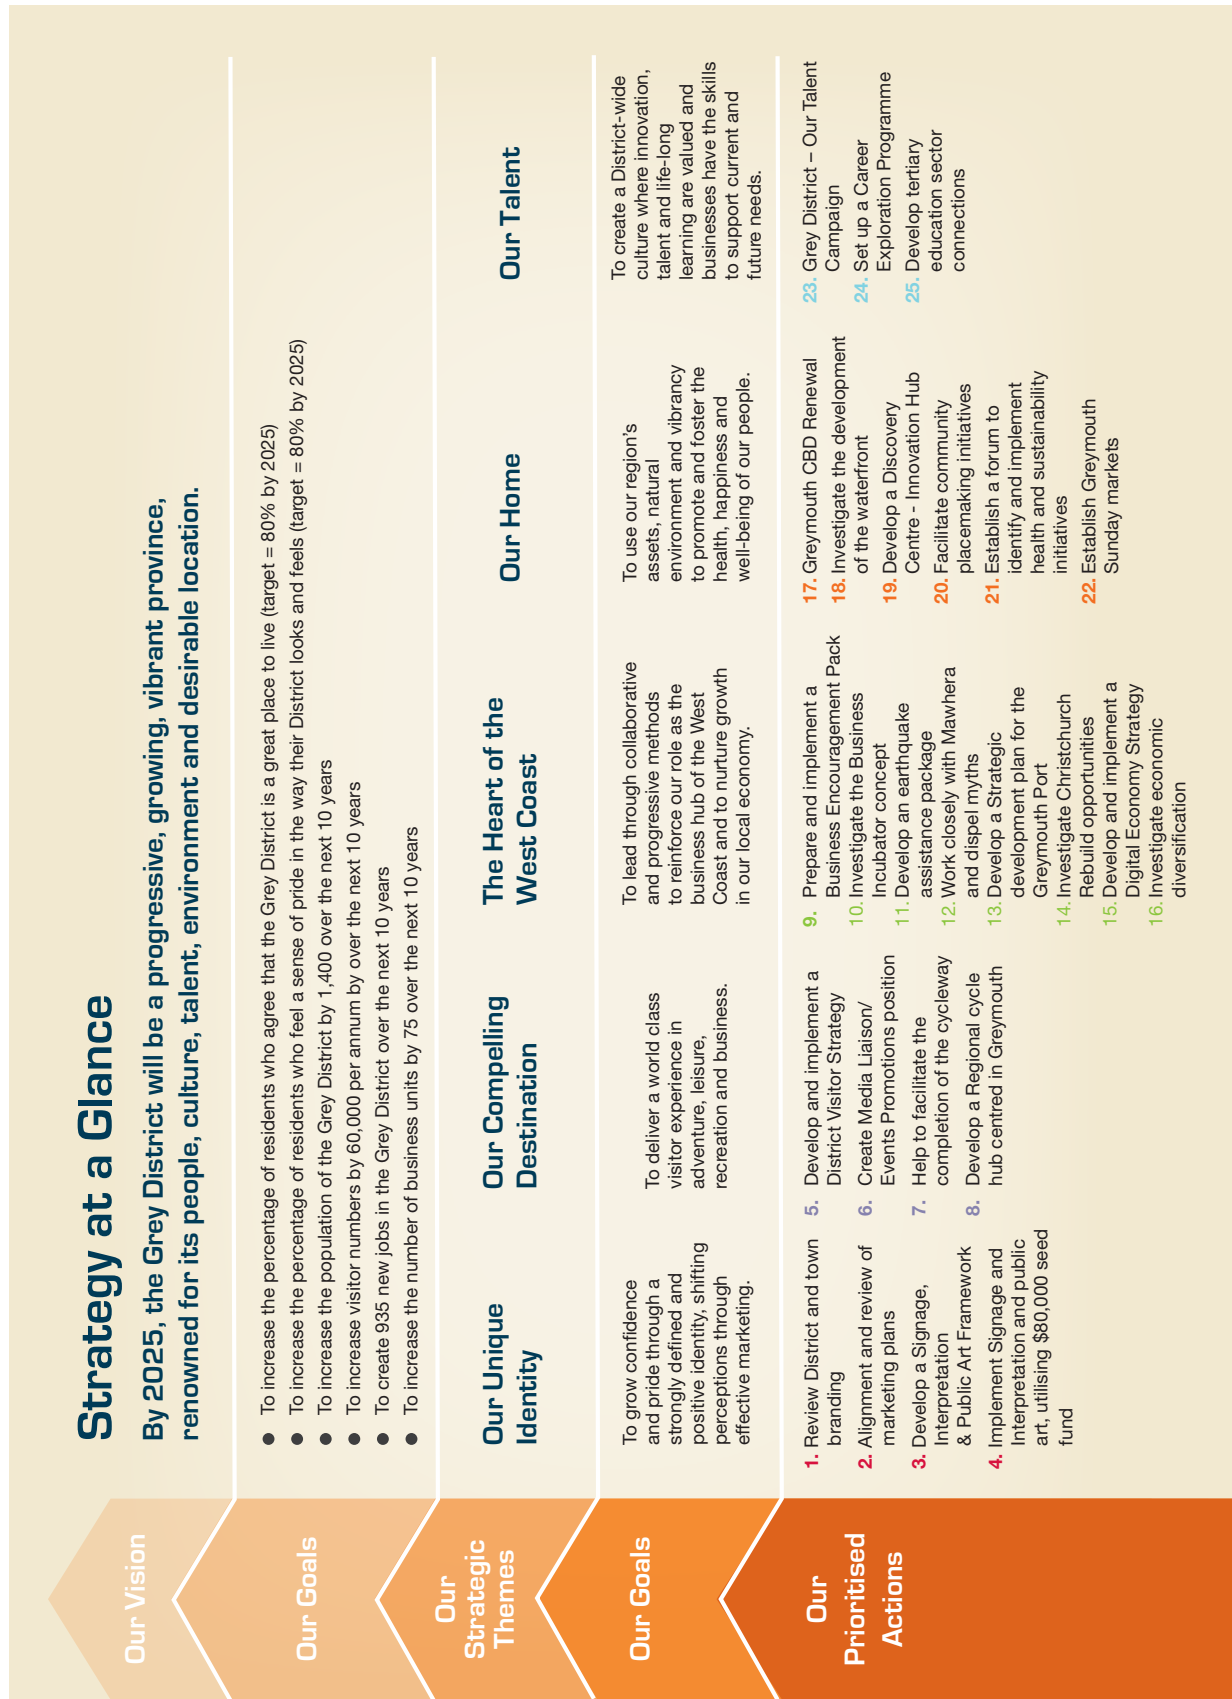 Strategy at a Glance
Our Vision
By 2025, the Grey District will be a progressive, growing, vibrant province,
renowned for its people, culture, talent, environment and desirable location.
Our Goals
● To increase the percentage of residents who agree that the Grey District is a great place to live (target = 80% by 2025)
● To increase the percentage of residents who feel a sense of pride in the way their District looks and feels (target = 80% by 2025)
● To increase the population of the Grey District by 1,400 over the next 10 years
● To increase visitor numbers by 60,000 per annum by over the next 10 years
● To create 935 new jobs in the Grey District over the next 10 years
● To increase the number of business units by 75 over the next 10 years
Our
Strategic
Themes
Our Unique
Identity
Our Compelling
Destination
The Heart of the
West Coast
Our Home
Our Talent
Our Goals
To grow confidence
and pride through a
strongly defined and
positive identity, shifting
perceptions through
effective marketing.
To deliver a world class
visitor experience in
adventure, leisure,
recreation and business.
To lead through collaborative
and progressive methods
to reinforce our role as the
business hub of the West
Coast and to nurture growth
in our local economy.
To use our region's
assets, natural
environment and vibrancy
to promote and foster the
health, happiness and
well-being of our people.
To create a District-wide
culture where innovation,
talent and life-long
learning are valued and
businesses have the skills
to support current and
future needs.
Our
Prioritised
Actions
1. Review District and town
branding
2. Alignment and review of
marketing plans
3. Develop a Signage,
Interpretation
& Public Art Framework
4. Implement Signage and
Interpretation and public
art, utilising $80,000 seed
fund
5. Develop and implement a
District Visitor Strategy
6. Create Media Liaison/
Events Promotions position
7. Help to facilitate the
completion of the cycleway
8. Develop a Regional cycle
hub centred in Greymouth
9. Prepare and implement a
Business Encouragement Pack
10. Investigate the Business
Incubator concept
11. Develop an earthquake
assistance package
12. Work closely with Mawhera
and dispel myths
13. Develop a Strategic
development plan for the
Greymouth Port
14. Investigate Christchurch
Rebuild opportunities
15. Develop and implement a
Digital Economy Strategy
16. Investigate economic
diversification
17. Greymouth CBD Renewal
18. Investigate the development
of the waterfront
19. Develop a Discovery
Centre - Innovation Hub
20. Facilitate community
placemaking initiatives
21. Establish a forum to
identify and implement
health and sustainability
initiatives
22. Establish Greymouth
Sunday markets
23. Grey District – Our Talent
Campaign
24. Set up a Career
Exploration Programme
25. Develop tertiary
education sector
connections